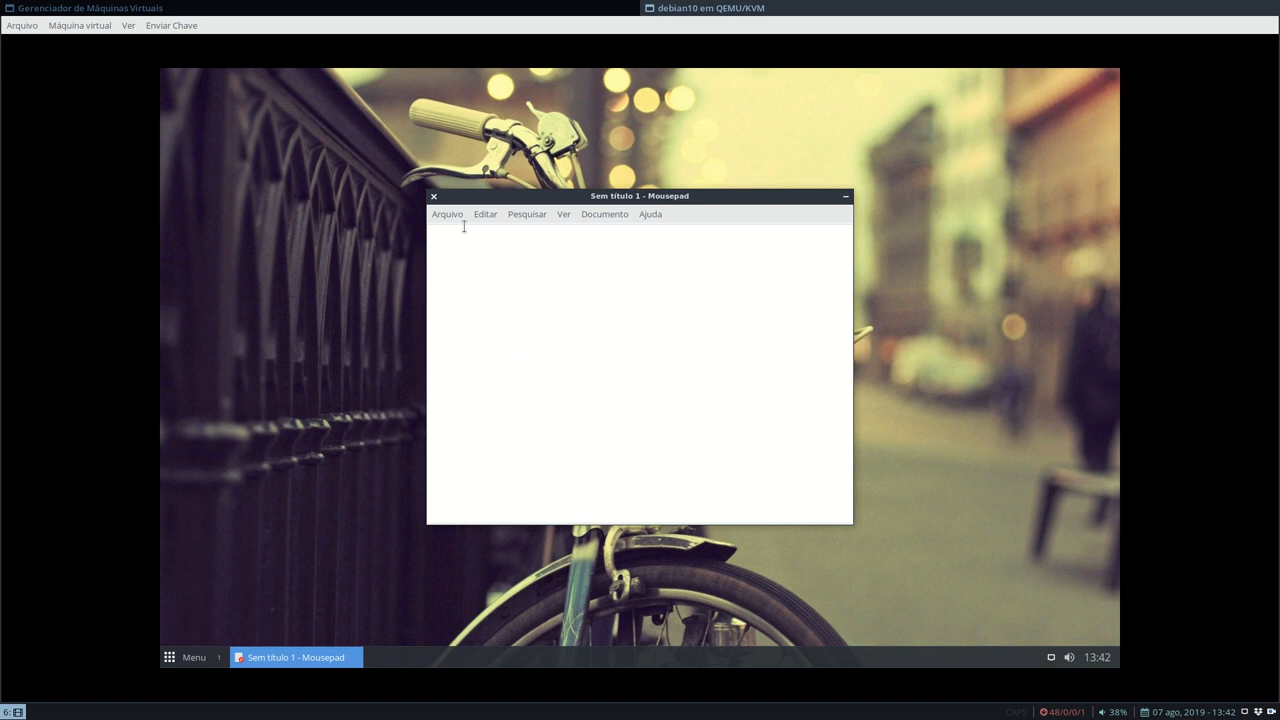 Gerenciador de Máquinas Virtuais
debian10 em QEMU/KVM
Arquivo Máquina virtual Ver Enviar Chave
Sem título 1 - Mousepad
Arquivo Editar Pesquisar Ver Documento Ajuda
Menu 1 Sem título 1 - Mousepad 13:42
6: CAPS 48/0/0/1 38% 07 ago, 2019 - 13:42